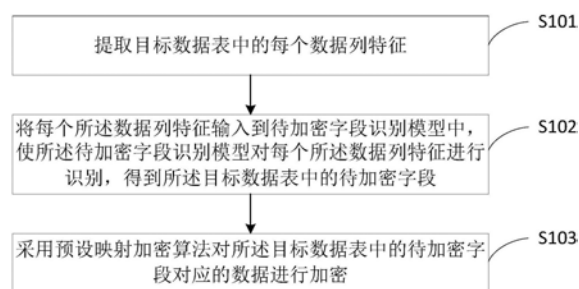 提取目标数据表中的每个数据列特征
S101
将每个所述数据列特征输入到待加密字段识别模型中，
使所述待加密字段识别模型对每个所述数据列特征进行
识别，得到所述目标数据表中的待加密字段
S102
采用预设映射加密算法对所述目标数据表中的待加密字
段对应的数据进行加密
S103